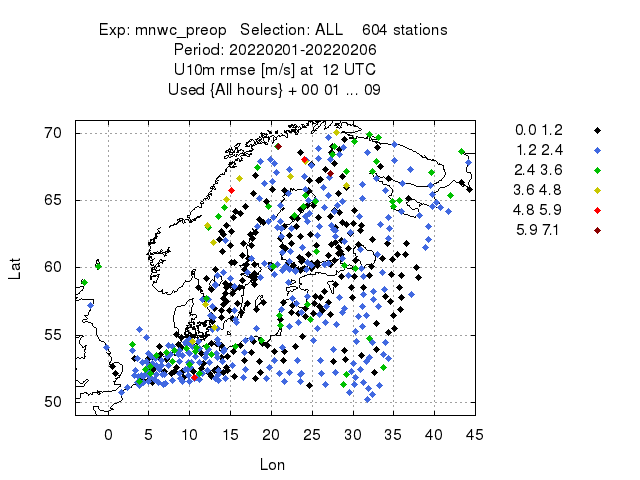 Exp: mnwc_preop Selection: ALL 604 stations
Period: 20220201-20220206
U10m rmse [m/s] at 12 UTC
Used {All hours} + 00 01 ... 09
70
65
60
55
50
Lat
0 5 10 15 20 25 30 35 40 45
Lon
0.0 1.2
1.2 2.4
2.4 3.6
3.6 4.8
4.8 5.9
5.9 7.1